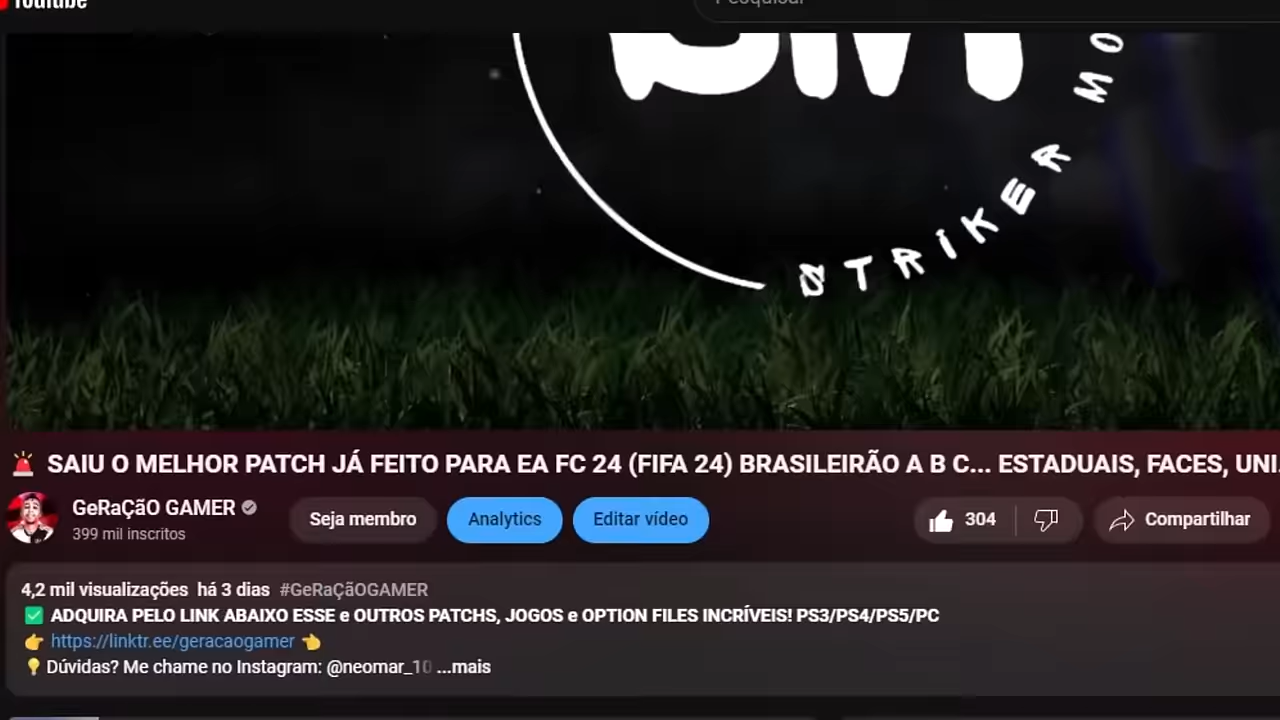 YouTube
Pesquisar
SM
STRIKER MO
🚨 SAIU O MELHOR PATCH JÁ FEITO PARA EA FC 24 (FIFA 24) BRASILEIRÃO A B C... ESTADUAIS, FACES, UNI
GeRaÇãO GAMER
399 mil inscritos
Seja membro
Analytics
Editar vídeo
304
Compartilhar
4,2 mil visualizações há 3 dias #GeRaÇãOGAMER
✅ ADQUIRA PELO LINK ABAIXO ESSE e OUTROS PATCHS, JOGOS e OPTION FILES INCRÍVEIS! PS3/PS4/PS5/PC
👉 https://linktr.ee/geracaogamer 👈
💡 Dúvidas? Me chame no Instagram: @neomar_10 ...mais